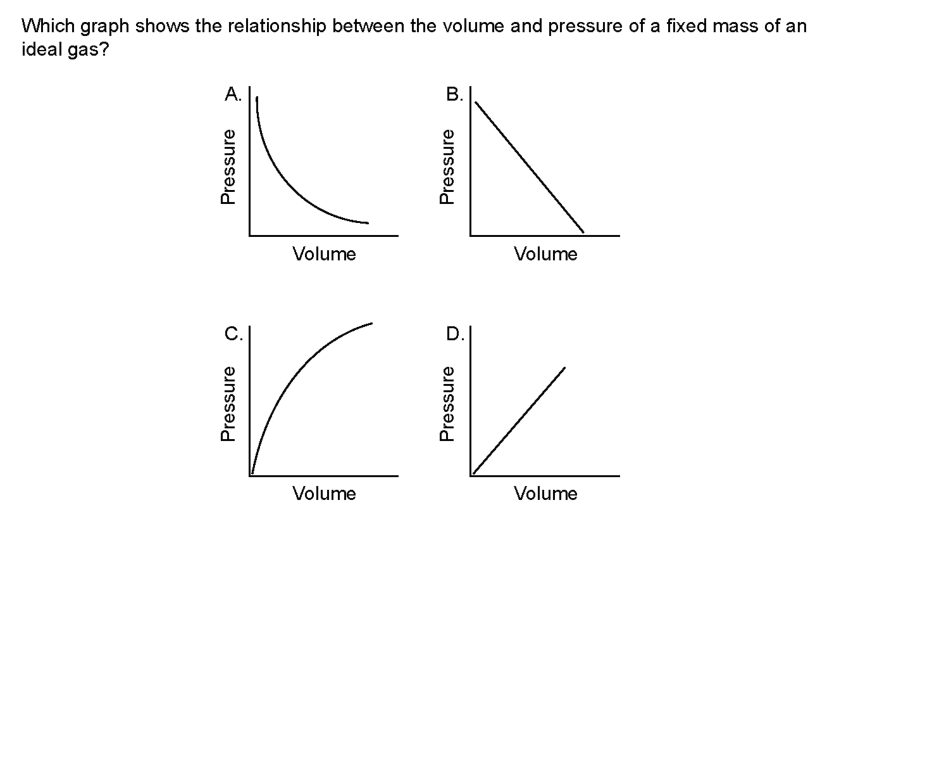 Which graph shows the relationship between the volume and pressure of a fixed mass of an
ideal gas?
A.
Pressure
Volume
B.
Pressure
Volume
C.
Pressure
Volume
D.
Pressure
Volume